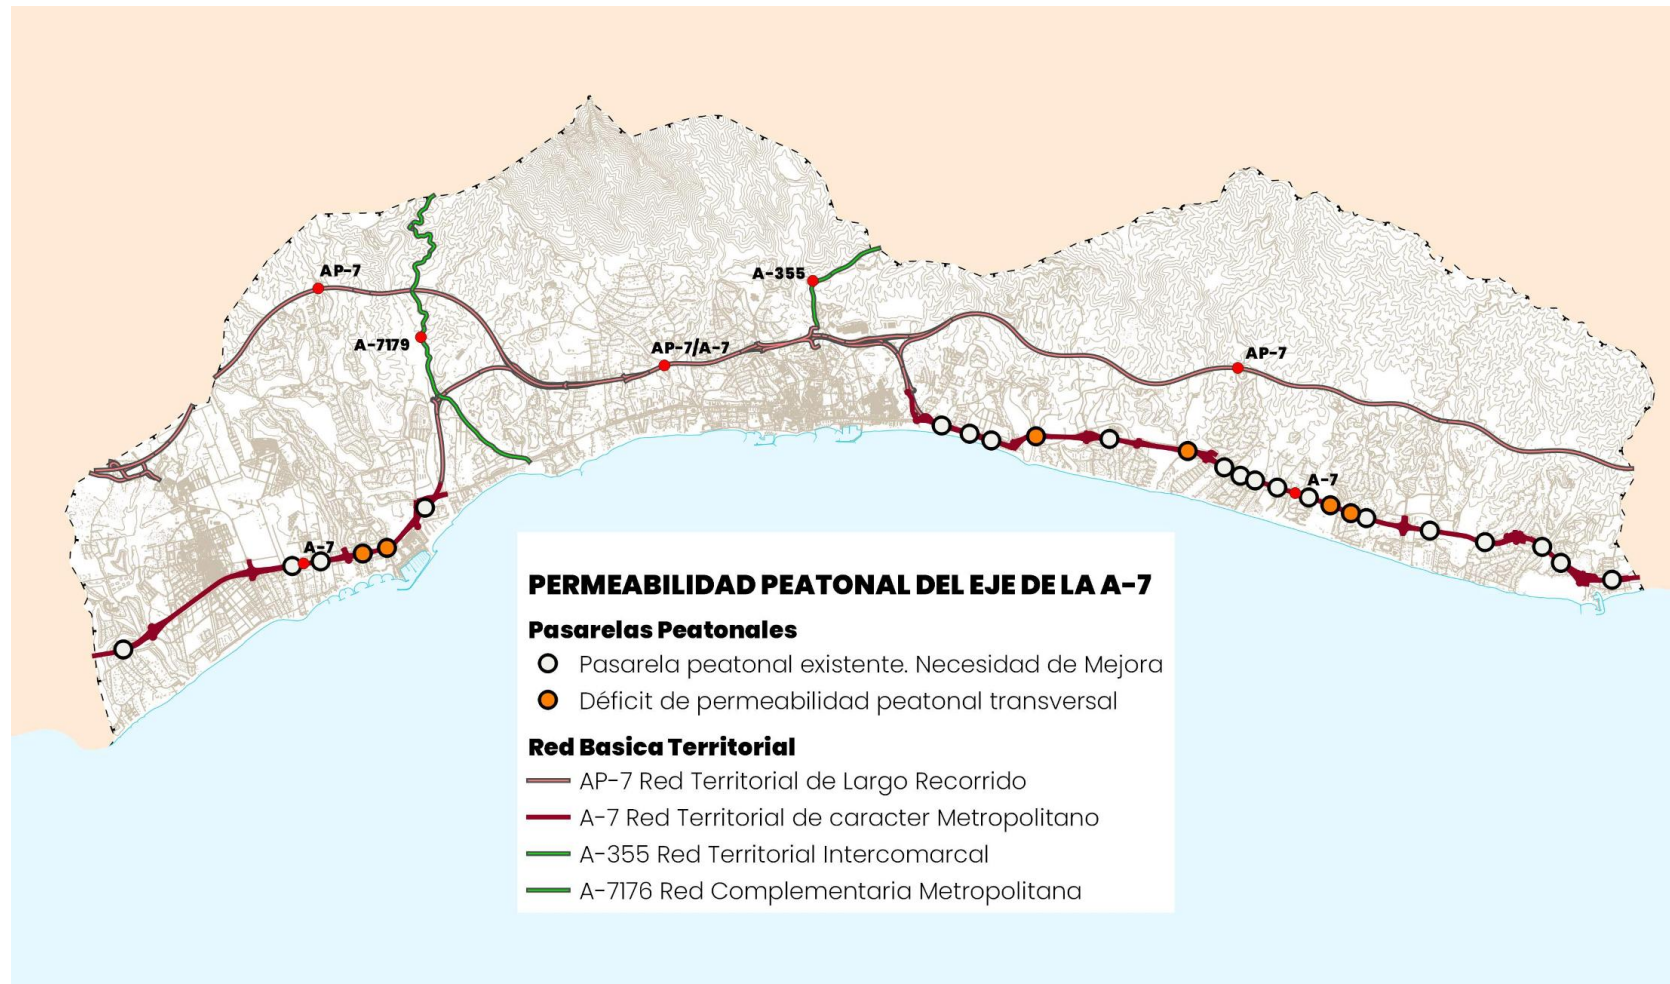 AP-7
A-355
A-7179
AP-7/A-7
AP-7
A-7
A-7
PERMEABILIDAD PEATONAL DEL EJE DE LA A-7
Pasarelas Peatonales
Pasarela peatonal existente. Necesidad de Mejora
Déficit de permeabilidad peatonal transversal
Red Basica Territorial
AP-7 Red Territorial de Largo Recorrido
A-7 Red Territorial de caracter Metropolitano
A-355 Red Territorial Intercomarcal
A-7176 Red Complementaria Metropolitana